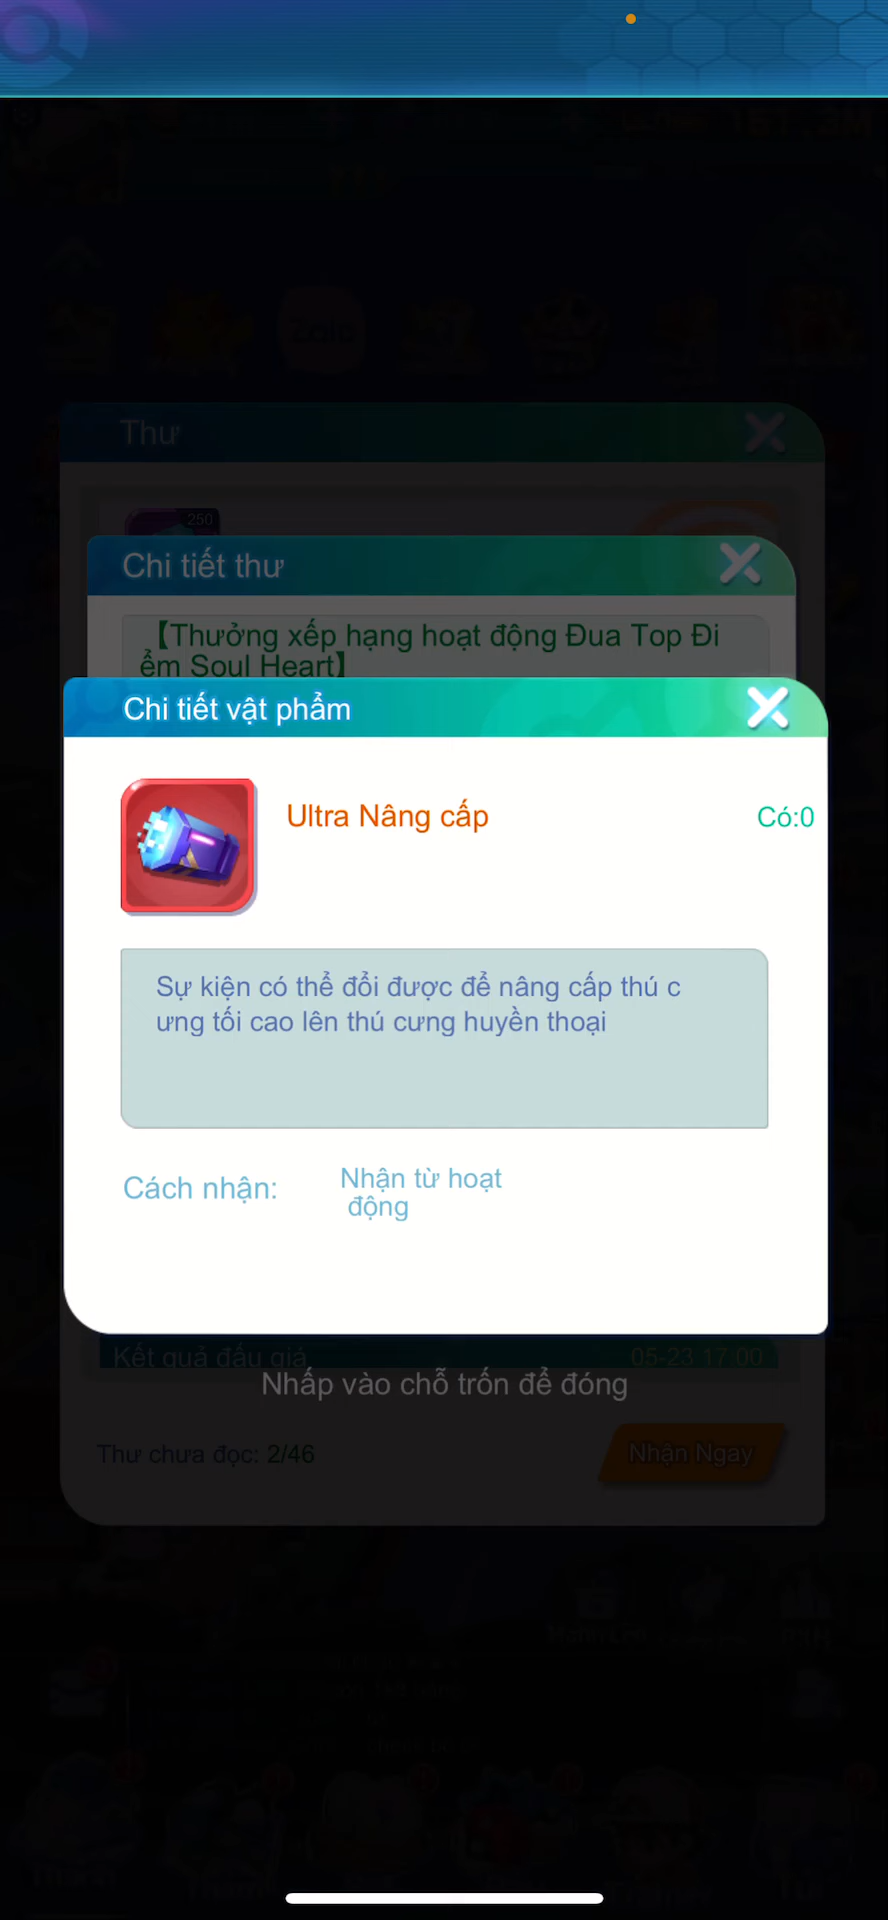 Zalo
Thư
250
Chi tiết thư
【Thưởng xếp hạng hoạt động Đua Top Đi
ểm Soul Heart】
Chi tiết vật phẩm
Ultra Nâng cấp
Có:0
Sự kiện có thể đổi được để nâng cấp thú c
ưng tối cao lên thú cưng huyền thoại
Cách nhận:
Nhận từ hoạt
động
Kết quả đấu giá
05-23 17:00
Nhấp vào chỗ trốn để đóng
Thư chưa đọc: 2/46
Nhận Ngay